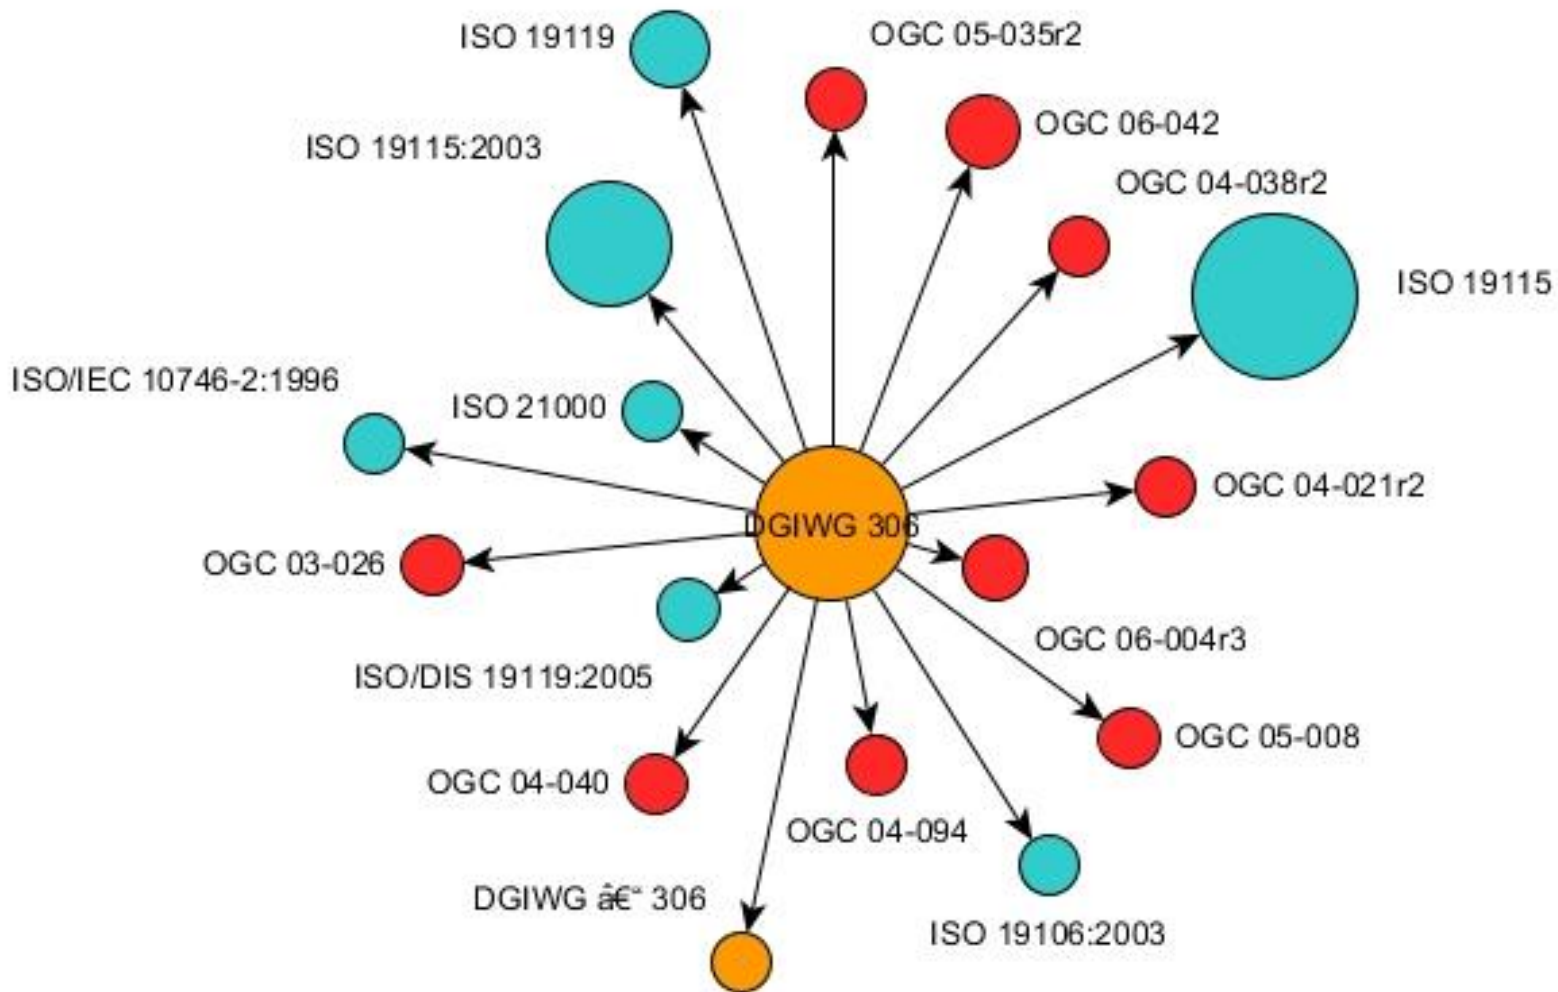 ISO 19119
OGC 05-035r2
OGC 06-042
ISO 19115:2003
OGC 04-038r2
ISO 19115
ISO/IEC 10746-2:1996
ISO 21000
OGC 04-021r2
DGIWG 306
OGC 03-026
OGC 06-004r3
ISO/DIS 19119:2005
OGC 05-008
OGC 04-040
OGC 04-094
DGIWG â€“ 306
ISO 19106:2003